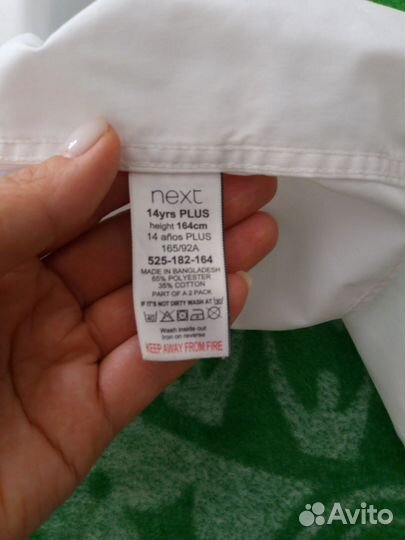 next
14yrs PLUS
height 164cm
14 años PLUS
165/92A
525-182-164
MADE IN BANGLADESH
65% POLYESTER
35% COTTON
PART OF A 2 PACK
IF IT'S NOT DIRTY WASH AT 30
Wash inside out
Iron on reverse
KEEP AWAY FROM FIRE
Avito